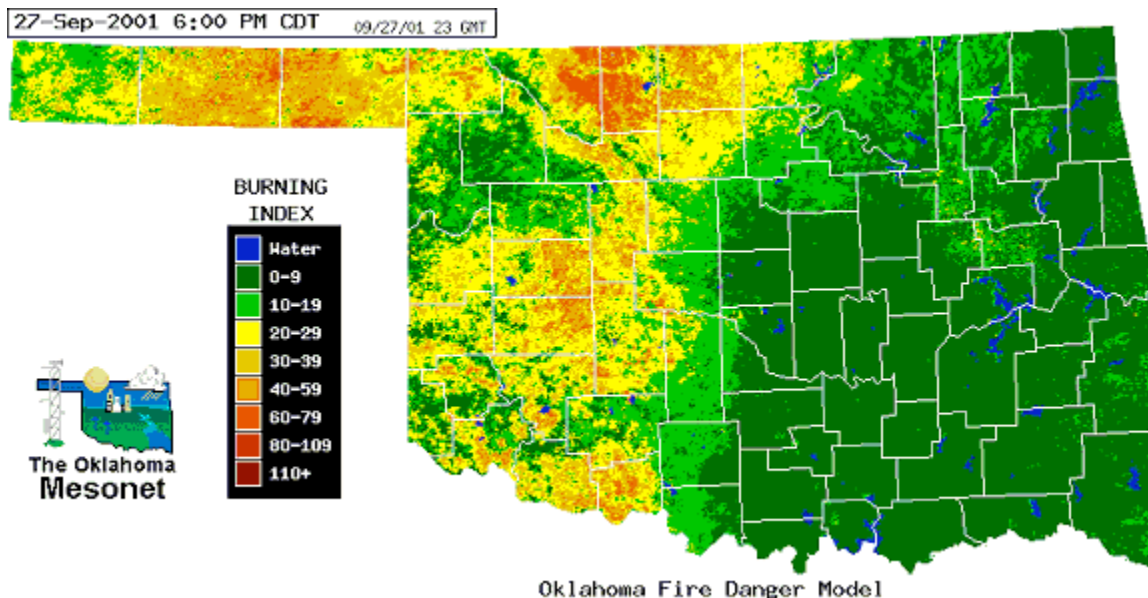 27-Sep-2001 6:00 PM CDT 09/27/01 23 GMT
BURNING
INDEX
Water
0-9
10-19
20-29
30-39
40-59
60-79
80-109
110+
The Oklahoma
Mesonet
Oklahoma Fire Danger Model